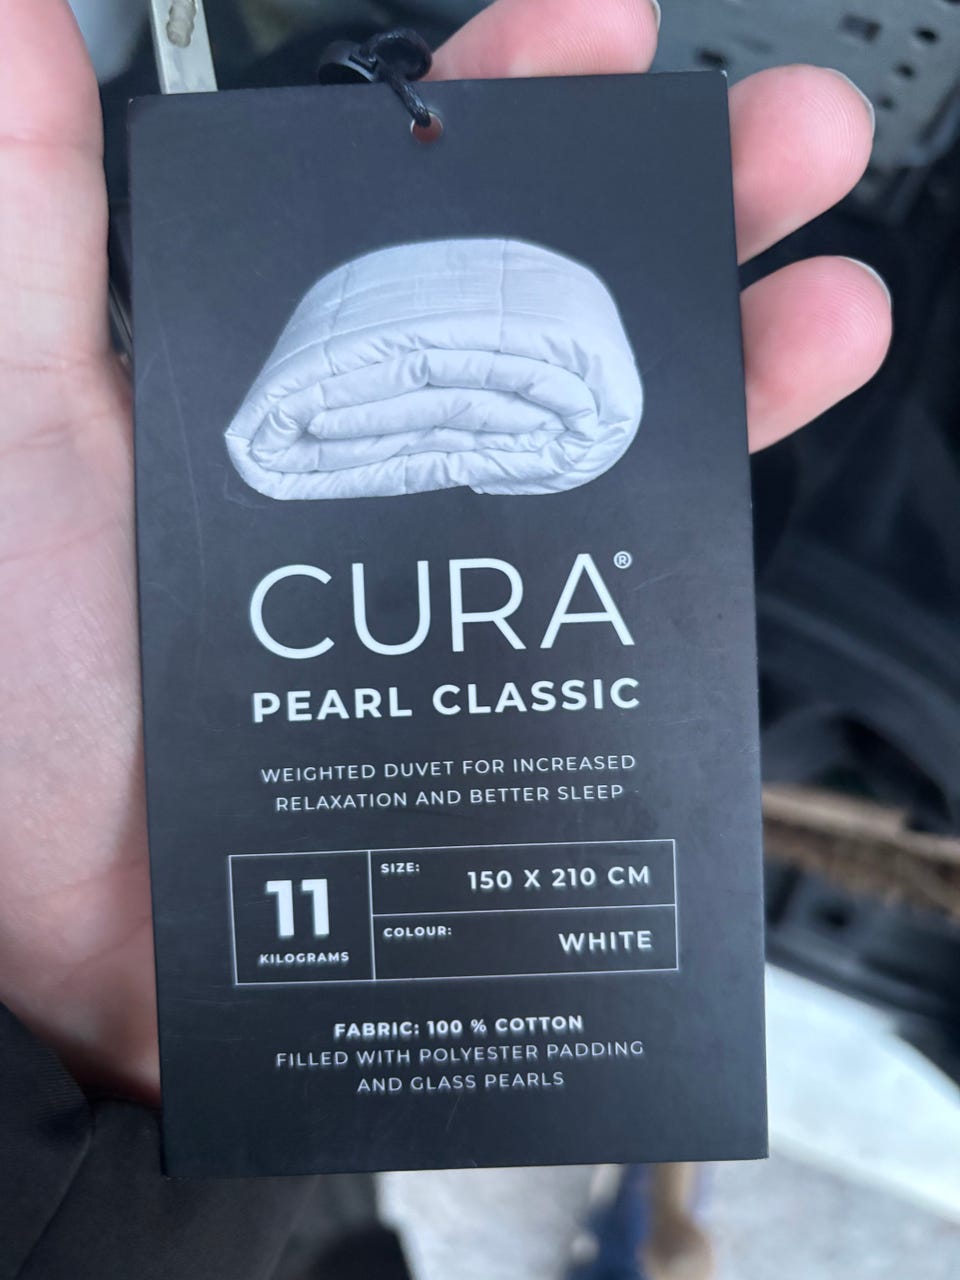 CURA®
PEARL CLASSIC
WEIGHTED DUVET FOR INCREASED
RELAXATION AND BETTER SLEEP
11
KILOGRAMS
SIZE:
150 X 210 CM
COLOUR:
WHITE
FABRIC: 100 % COTTON
FILLED WITH POLYESTER PADDING
AND GLASS PEARLS